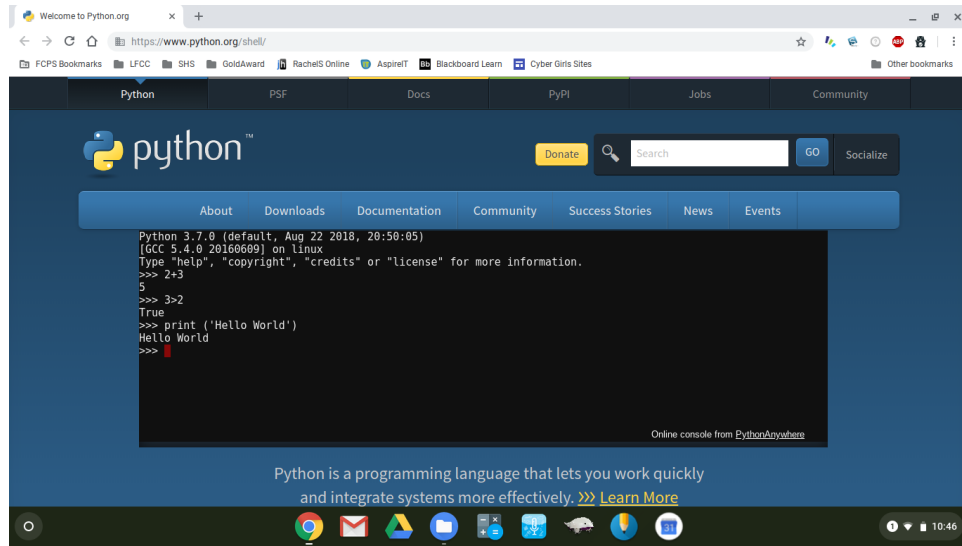 Welcome to Python.org
https://www.python.org/shell/
ABP
FCPS Bookmarks LFCC SHS GoldAward RachelS Online AspireIT Bb Blackboard Learn Cyber Girls Sites Other bookmarks
Python PSF Docs PyPI Jobs Community
python™
Donate Search GO Socialize
About Downloads Documentation Community Success Stories News Events
Python 3.7.0 (default, Aug 22 2018, 20:50:05)
[GCC 5.4.0 20160609] on linux
Type "help", "copyright", "credits" or "license" for more information.
>>> 2+3
5
>>> 3>2
True
>>> print ('Hello World')
Hello World
>>>
Online console from PythonAnywhere
Python is a programming language that lets you work quickly
and integrate systems more effectively. >>> Learn More
31 1 10:46